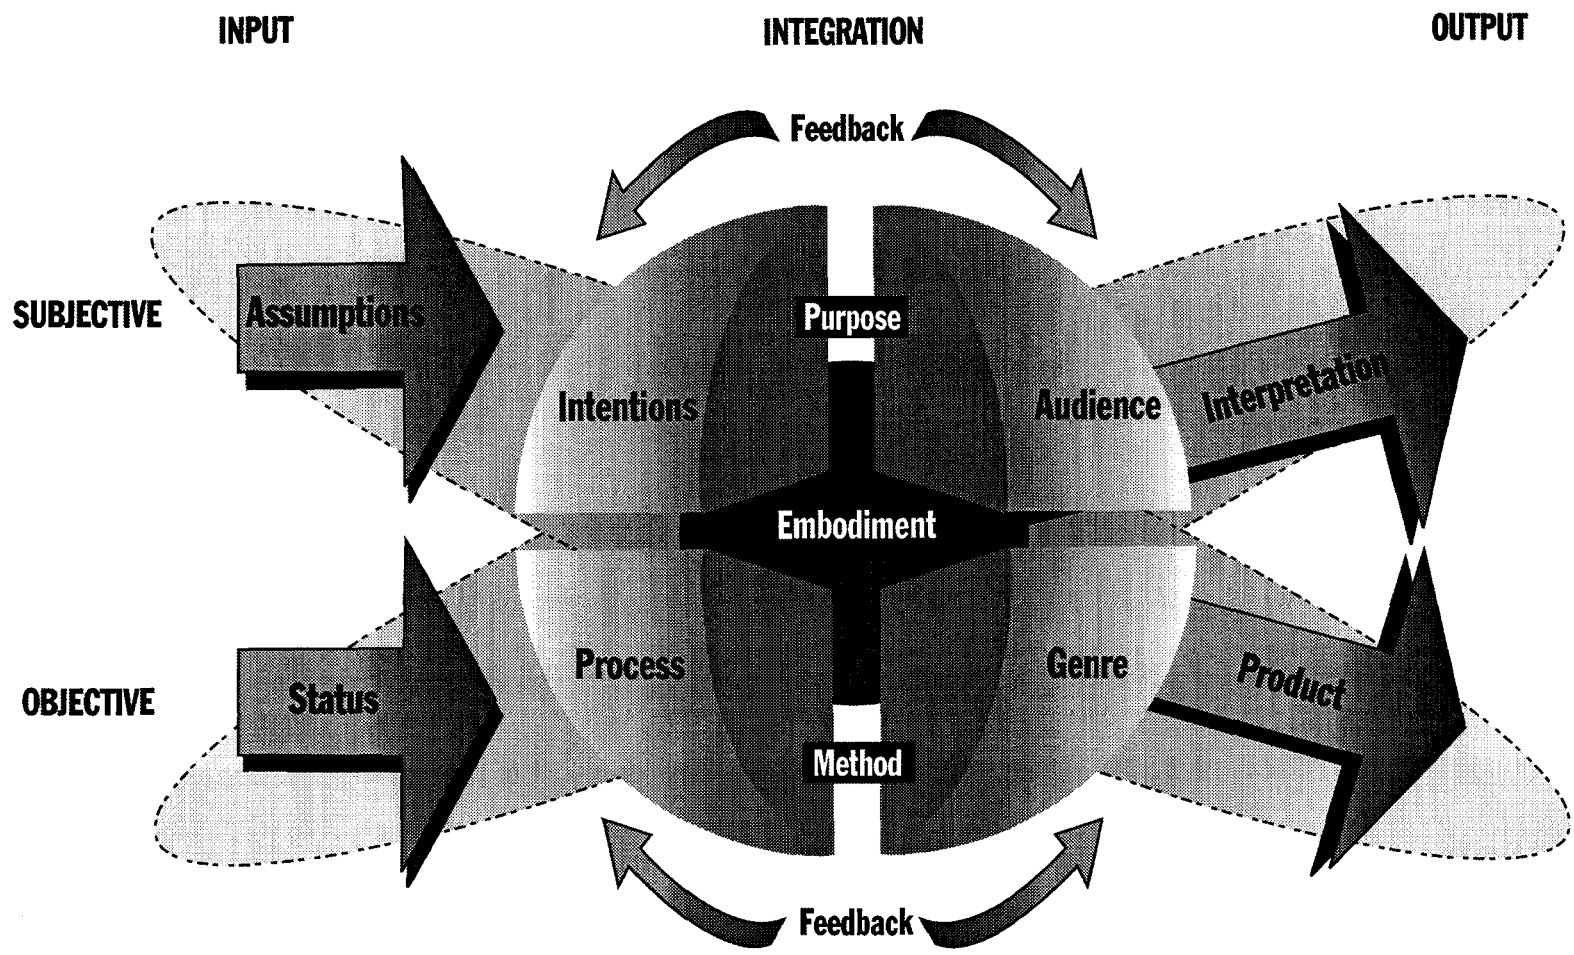 INPUT
INTEGRATION
OUTPUT
Feedback
SUBJECTIVE
Assumptions
Purpose
Intentions
Audience
Interpretation
Embodiment
OBJECTIVE
Status
Process
Genre
Product
Method
Feedback